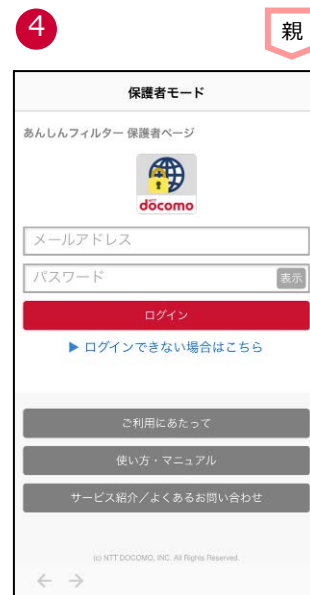 4
親
保護者モード
あんしんフィルター 保護者ページ
döcomo
メールアドレス
パスワード
表示
ログイン
▶ ログインできない場合はこちら
ご利用にあたって
使い方・マニュアル
サービス紹介／よくあるお問い合わせ
(c) NTT DOCOMO, INC. All Rights Reserved.
← →